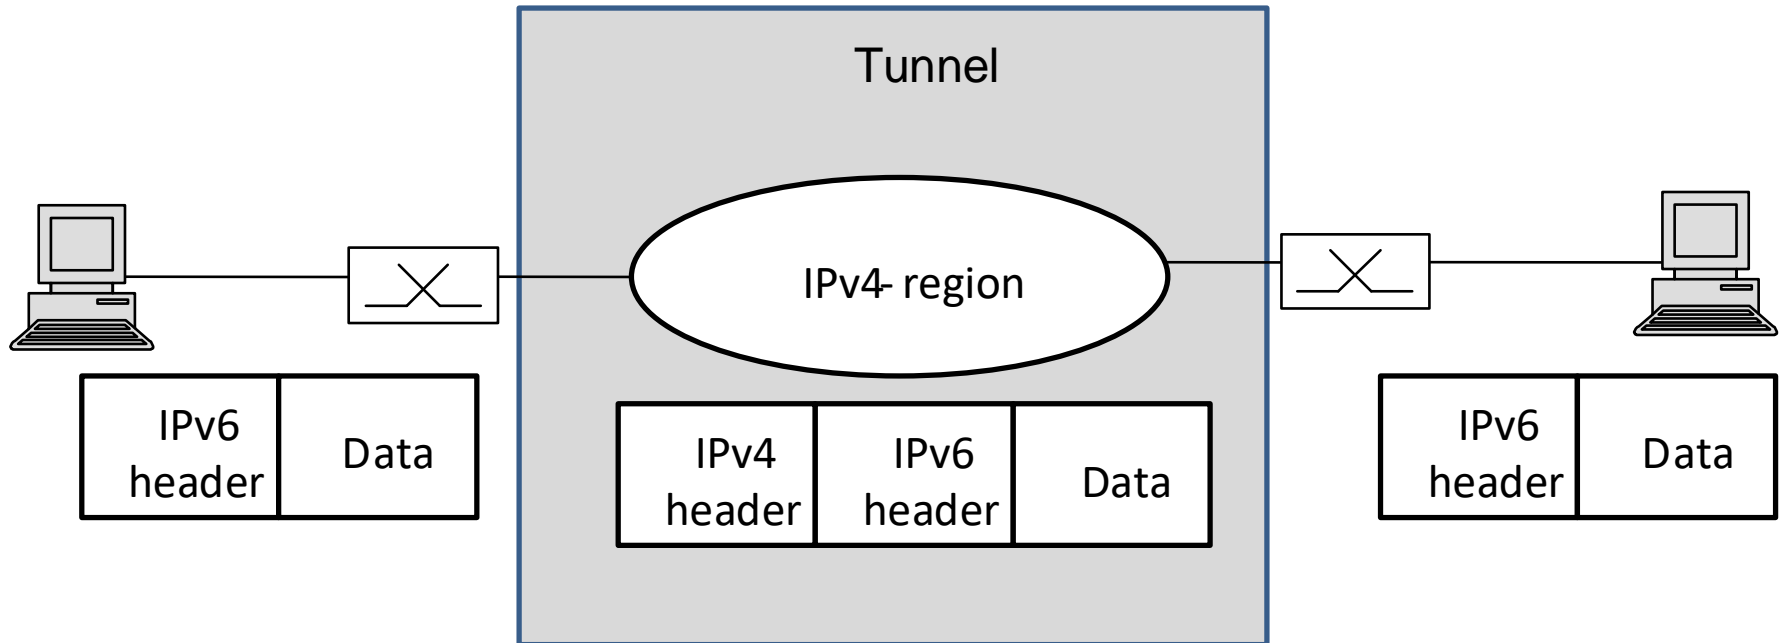 Tunnel
IPv4- region
IPv6
header
Data
IPv4
header
IPv6
header
Data
IPv6
header
Data